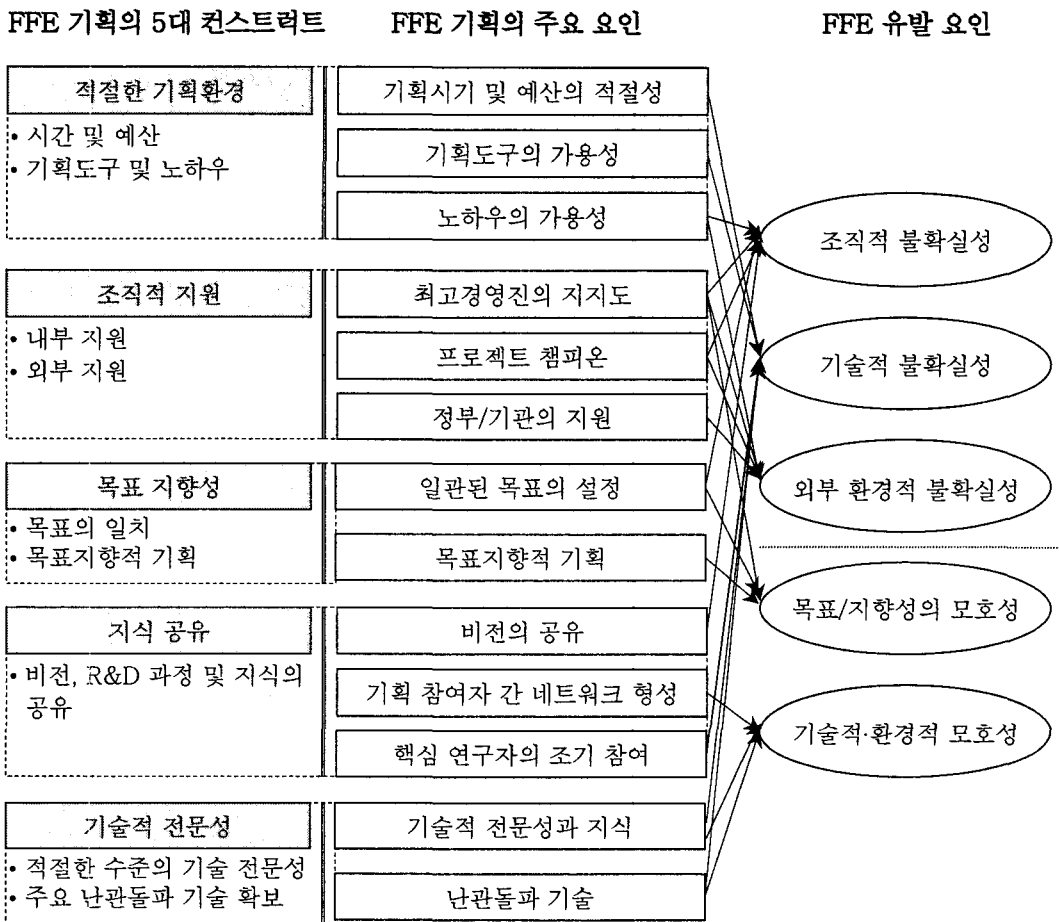 FFE 기획의 5대 컨스트럭트
FFE 기획의 주요 요인
FFE 유발 요인
적절한 기획환경
• 시간 및 예산
• 기획도구 및 노하우
기획시기 및 예산의 적절성
기획도구의 가용성
노하우의 가용성
조직적 지원
• 내부 지원
• 외부 지원
최고경영진의 지지도
프로젝트 챔피온
정부/기관의 지원
목표 지향성
• 목표의 일치
• 목표지향적 기획
일관된 목표의 설정
목표지향적 기획
지식 공유
• 비전, R&D 과정 및 지식의
공유
비전의 공유
기획 참여자 간 네트워크 형성
핵심 연구자의 조기 참여
기술적 전문성
• 적절한 수준의 기술 전문성
• 주요 난관돌파 기술 확보
기술적 전문성과 지식
난관돌파 기술
조직적 불확실성
기술적 불확실성
외부 환경적 불확실성
목표/지향성의 모호성
기술적·환경적 모호성